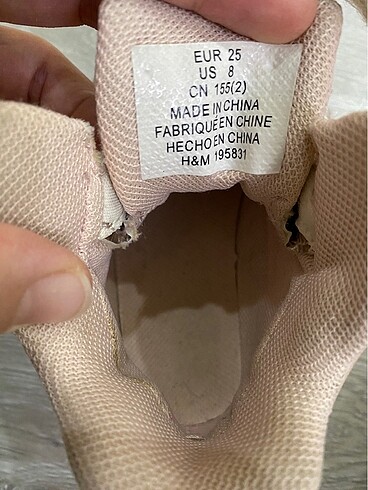 EUR 25
US 8
CN 155(2)
MADE IN CHINA
FABRIQUÉ EN CHINE
HECHO EN CHINA
H&M 195831